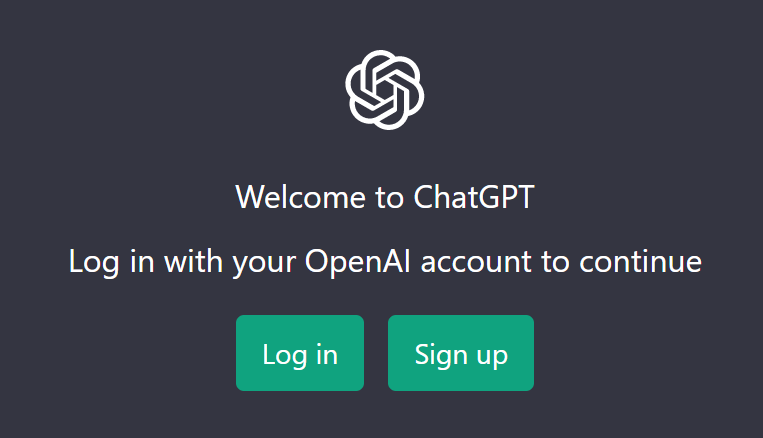 Welcome to ChatGPT
Log in with your OpenAI account to continue
Log in
Sign up